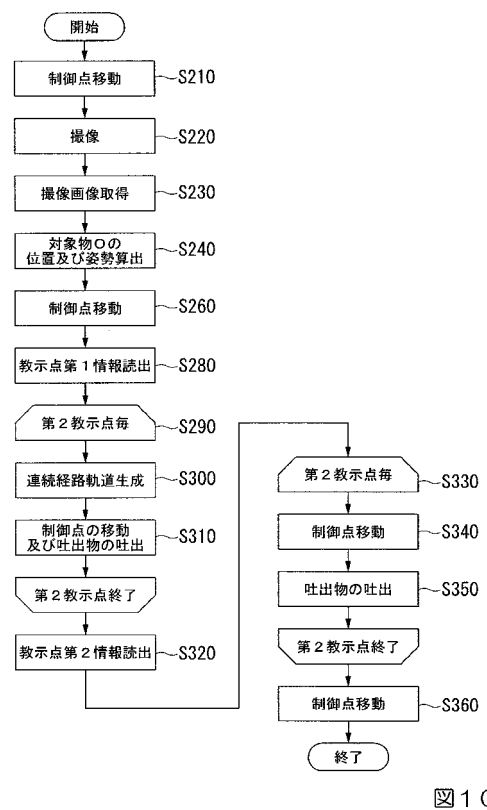 開始
制御点移動
S210
撮像
S220
撮像画像取得
S230
対象物Oの
位置及び姿勢算出
S240
制御点移動
S260
教示点第1情報読出
S280
第2教示点毎
S290
連続経路軌道生成
S300
制御点の移動
及び吐出物の吐出
S310
第2教示点終了
教示点第2情報読出
S320
第2教示点毎
S330
制御点移動
S340
吐出物の吐出
S350
第2教示点終了
制御点移動
S360
終了
図10